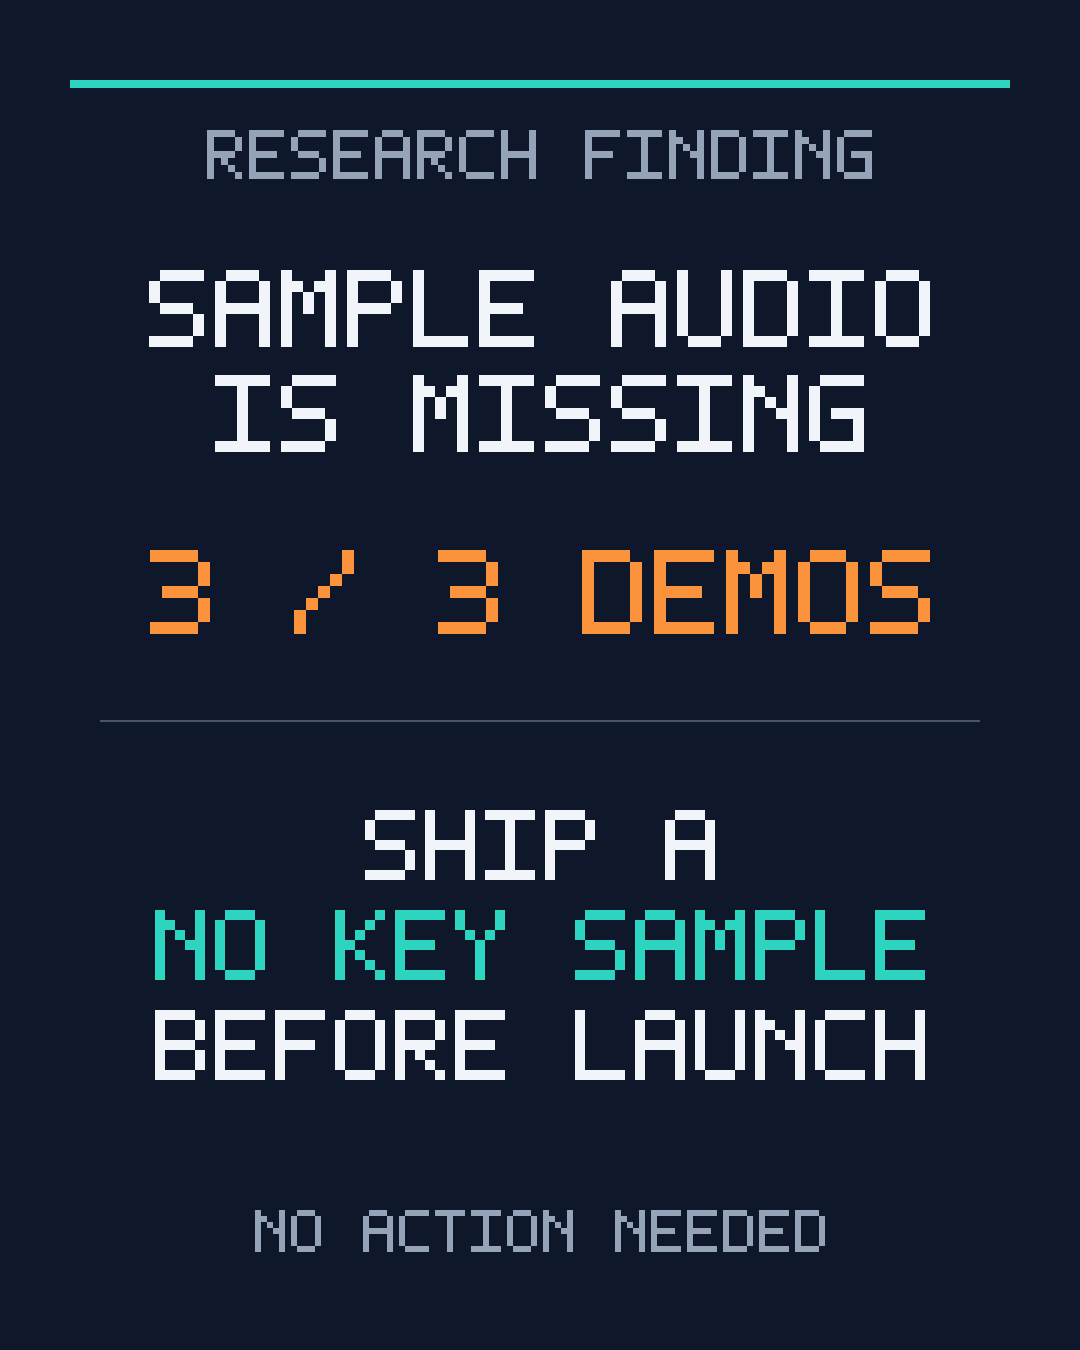 RESEARCH FINDING
SAMPLE AUDIO
IS MISSING
3 / 3 DEMOS
SHIP A
NO KEY SAMPLE
BEFORE LAUNCH
NO ACTION NEEDED